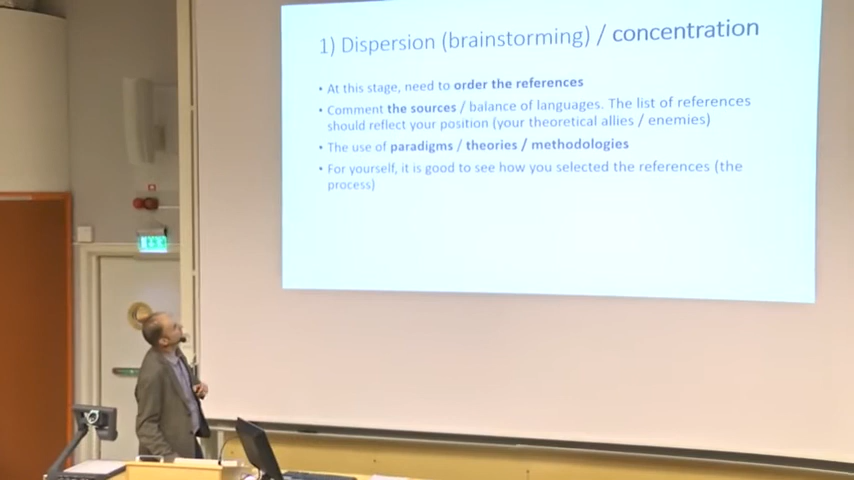 1) Dispersion (brainstorming) / concentration
• At this stage, need to order the references
• Comment the sources / balance of languages. The list of references
should reflect your position (your theoretical allies / enemies)
• The use of paradigms / theories / methodologies
• For yourself, it is good to see how you selected the references (the
process)